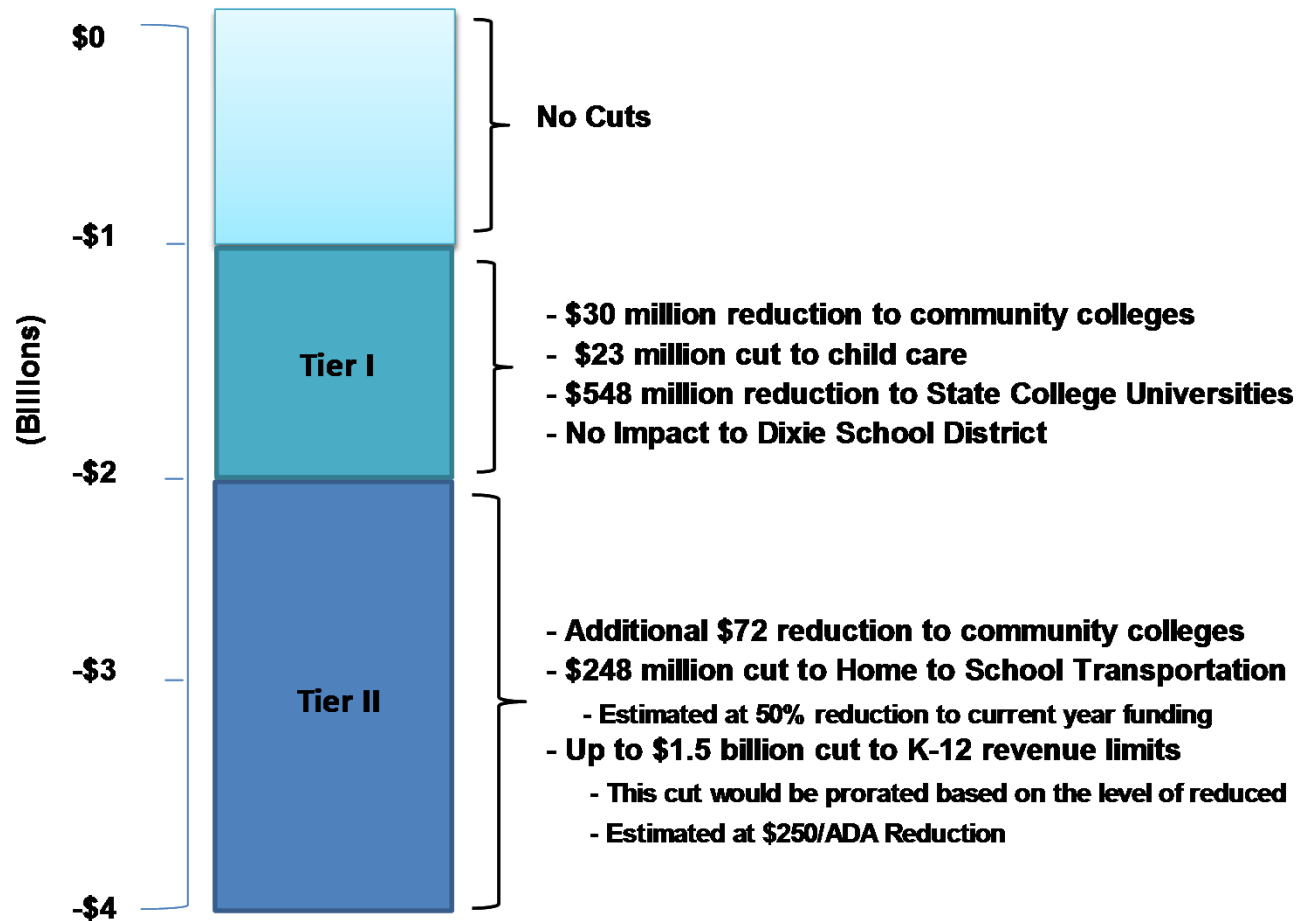 $0
No Cuts
-$1
(Billlions)
Tier I
- $30 million reduction to community colleges
- $23 million cut to child care
- $548 million reduction to State College Universities
- No Impact to Dixie School District
-$2
-$3
Tier II
- Additional $72 reduction to community colleges
- $248 million cut to Home to School Transportation
- Estimated at 50% reduction to current year funding
- Up to $1.5 billion cut to K-12 revenue limits
- This cut would be prorated based on the level of reduced
- Estimated at $250/ADA Reduction
-$4